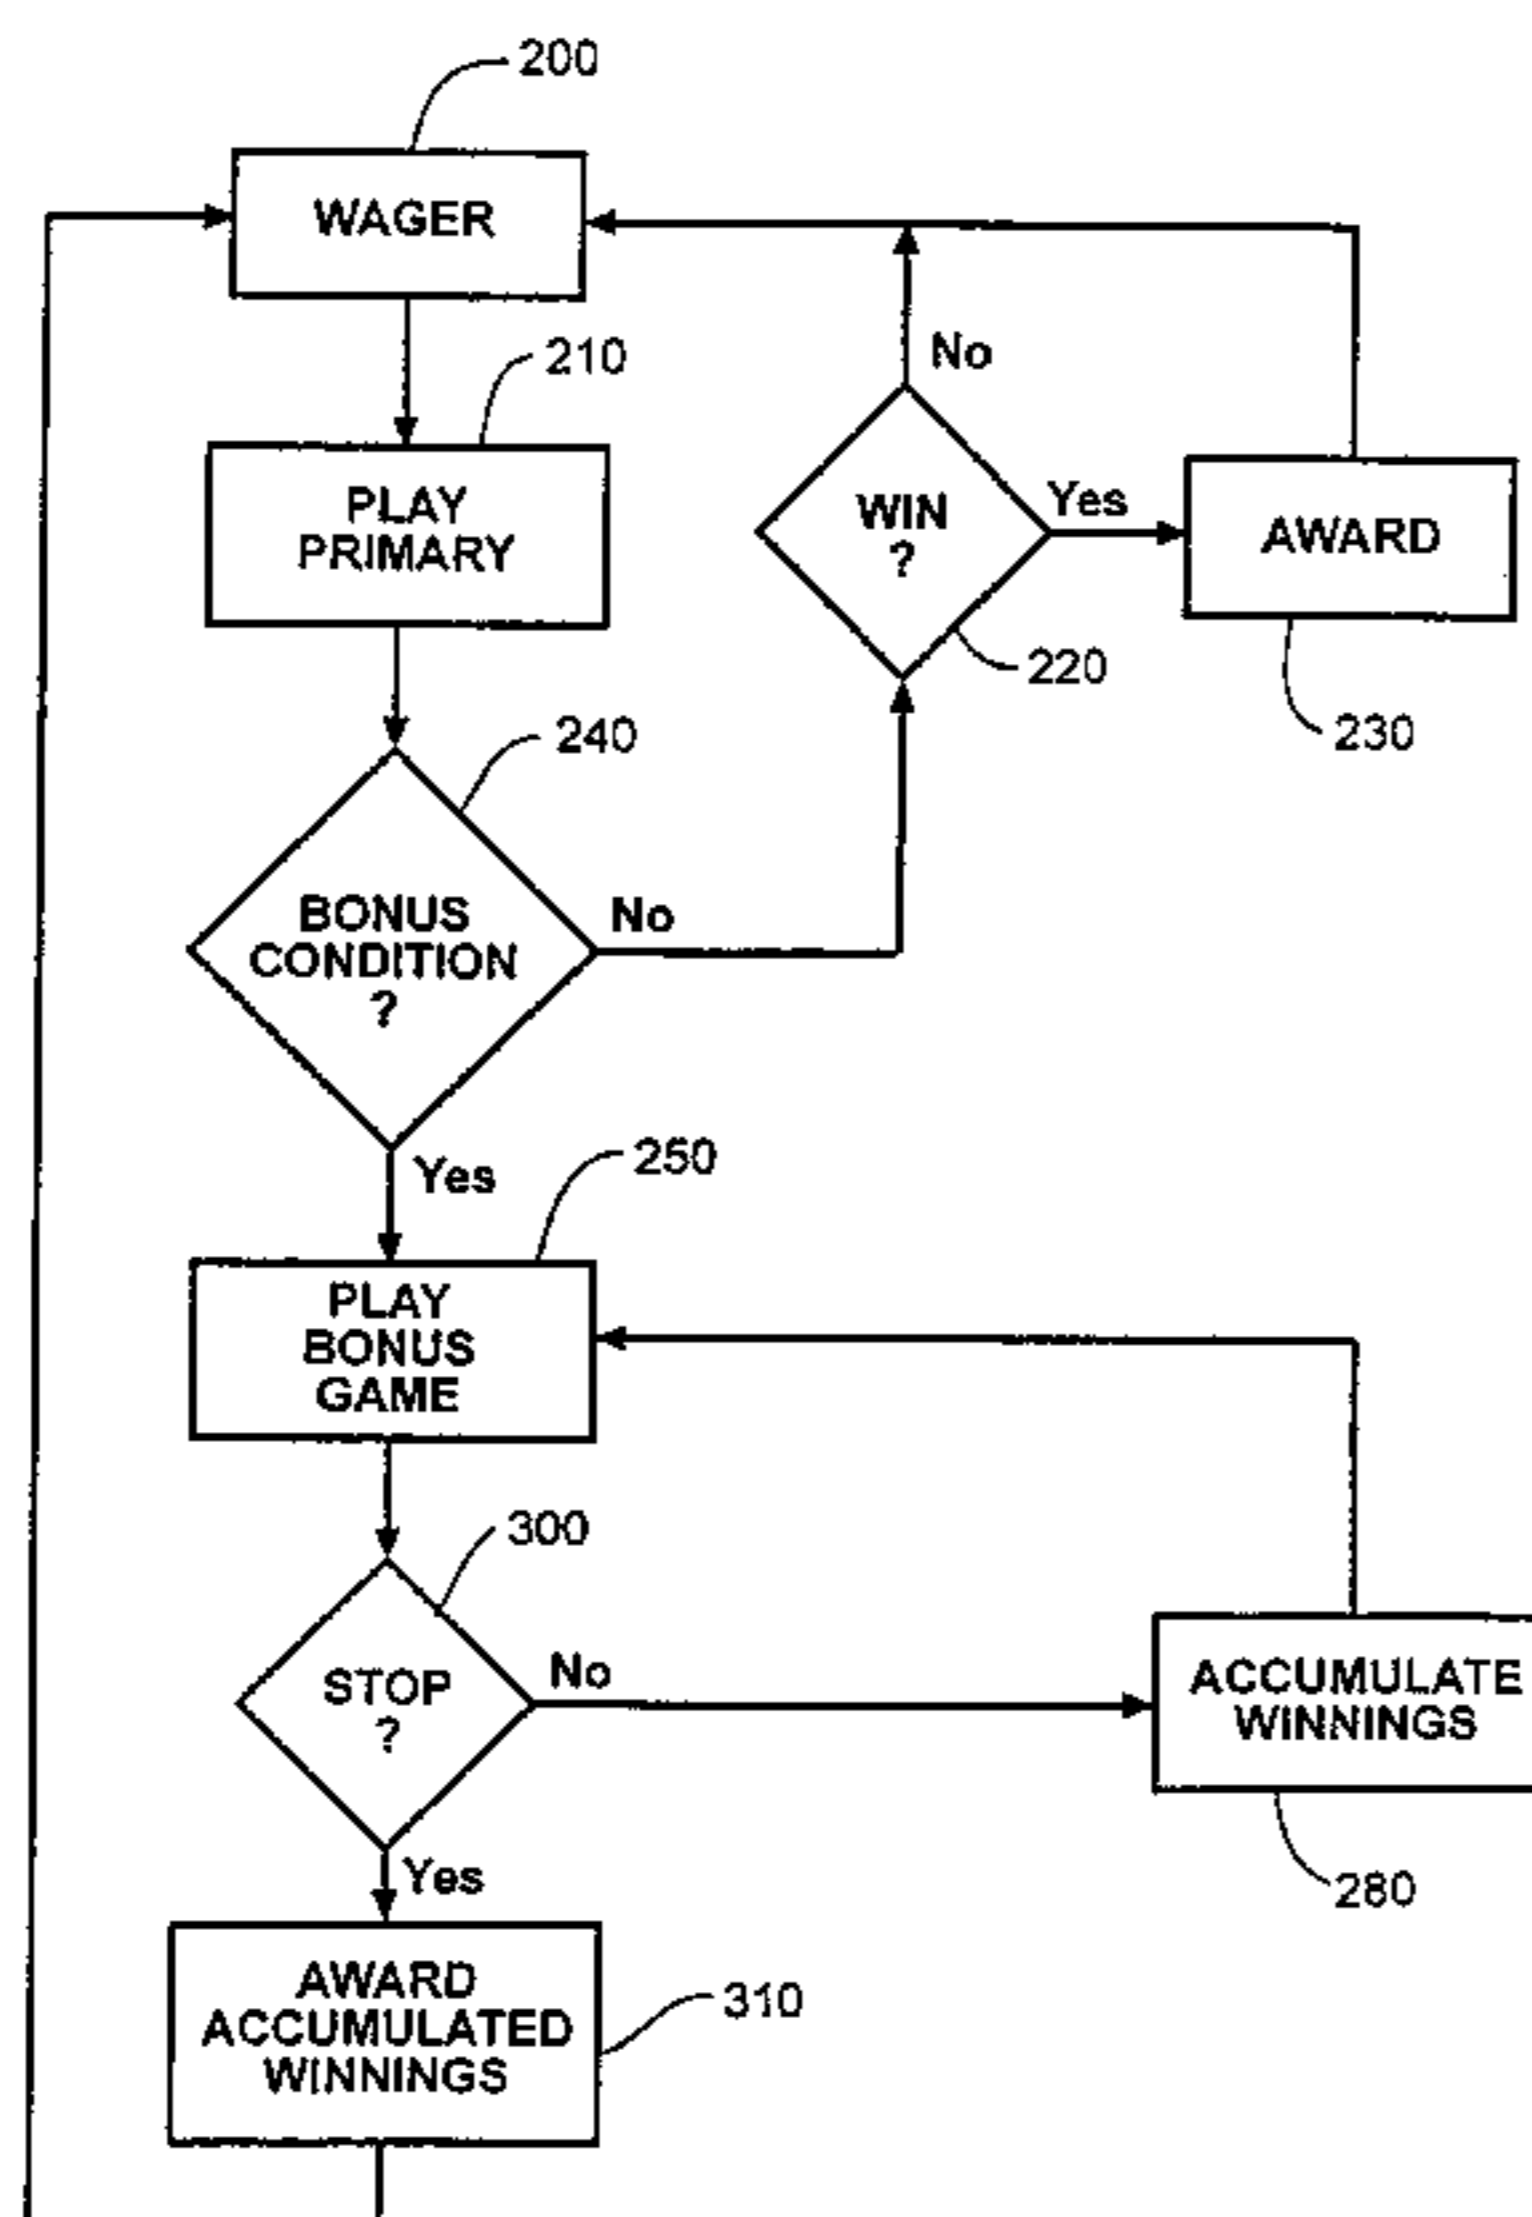 200
WAGER
210
No
PLAY
PRIMARY
WIN
?
Yes
AWARD
220
230
240
BONUS
CONDITION
?
No
Yes
250
PLAY
BONUS
GAME
300
STOP
?
No
ACCUMULATE
WINNINGS
280
Yes
AWARD
ACCUMULATED
WINNINGS
310